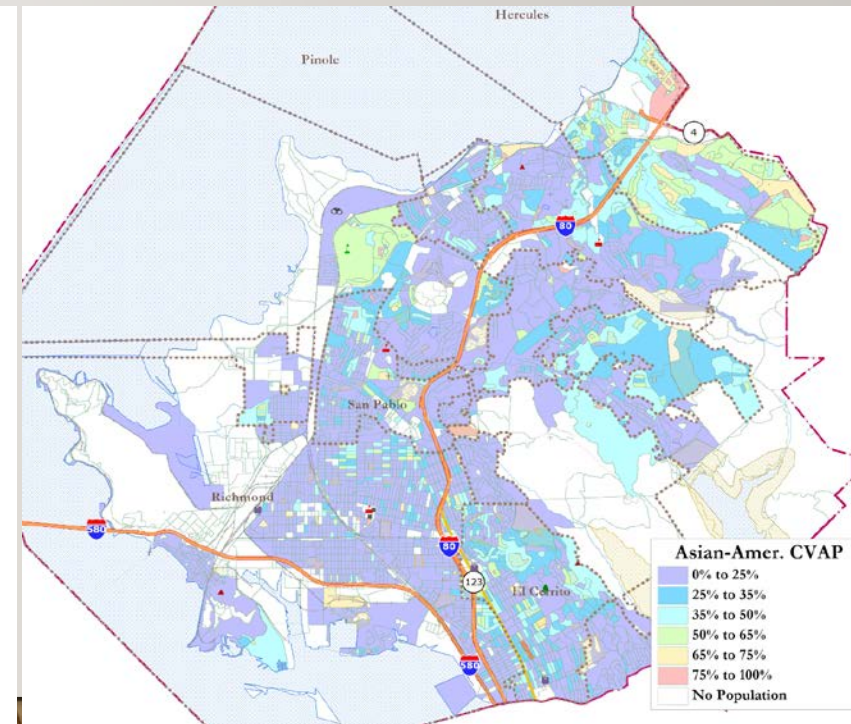 Hercules
Pinole
4
80
San Pablo
Richmond
580
80
123
El Cerrito
580
Asian-Amer. CVAP
0% to 25%
25% to 35%
35% to 50%
50% to 65%
65% to 75%
75% to 100%
No Population